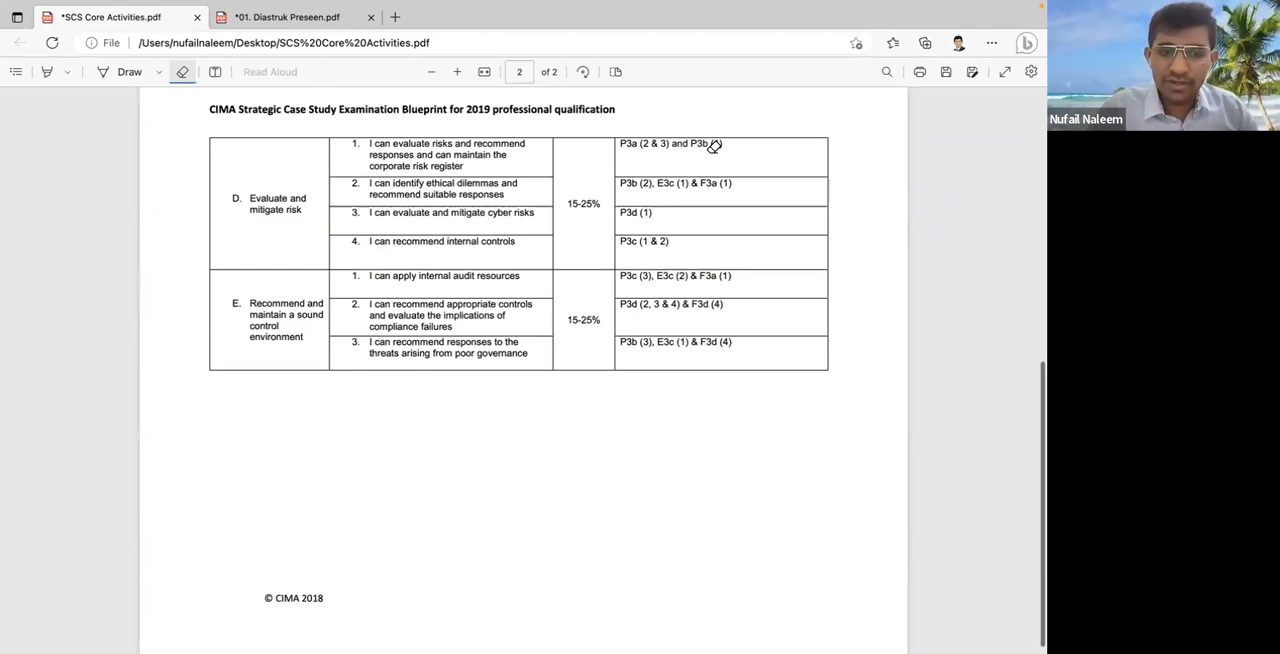 *SCS Core Activities.pdf
*01. Diastruk Preseen.pdf
File
/Users/nufailnaleem/Desktop/SCS%20Core%20Activities.pdf
Draw
Read Aloud
2
of 2
Nufail Naleem
CIMA Strategic Case Study Examination Blueprint for 2019 professional qualification
D. Evaluate and
mitigate risk
1. I can evaluate risks and recommend
responses and can maintain the
corporate risk register
15-25%
P3a (2 & 3) and P3b
2. I can identify ethical dilemmas and
recommend suitable responses
P3b (2), E3c (1) & F3a (1)
3. I can evaluate and mitigate cyber risks
P3d (1)
4. I can recommend internal controls
P3c (1 & 2)
E. Recommend and
maintain a sound
control
environment
1. I can apply internal audit resources
15-25%
P3c (3), E3c (2) & F3a (1)
2. I can recommend appropriate controls
and evaluate the implications of
compliance failures
P3d (2, 3 & 4) & F3d (4)
3. I can recommend responses to the
threats arising from poor governance
P3b (3), E3c (1) & F3d (4)
© CIMA 2018